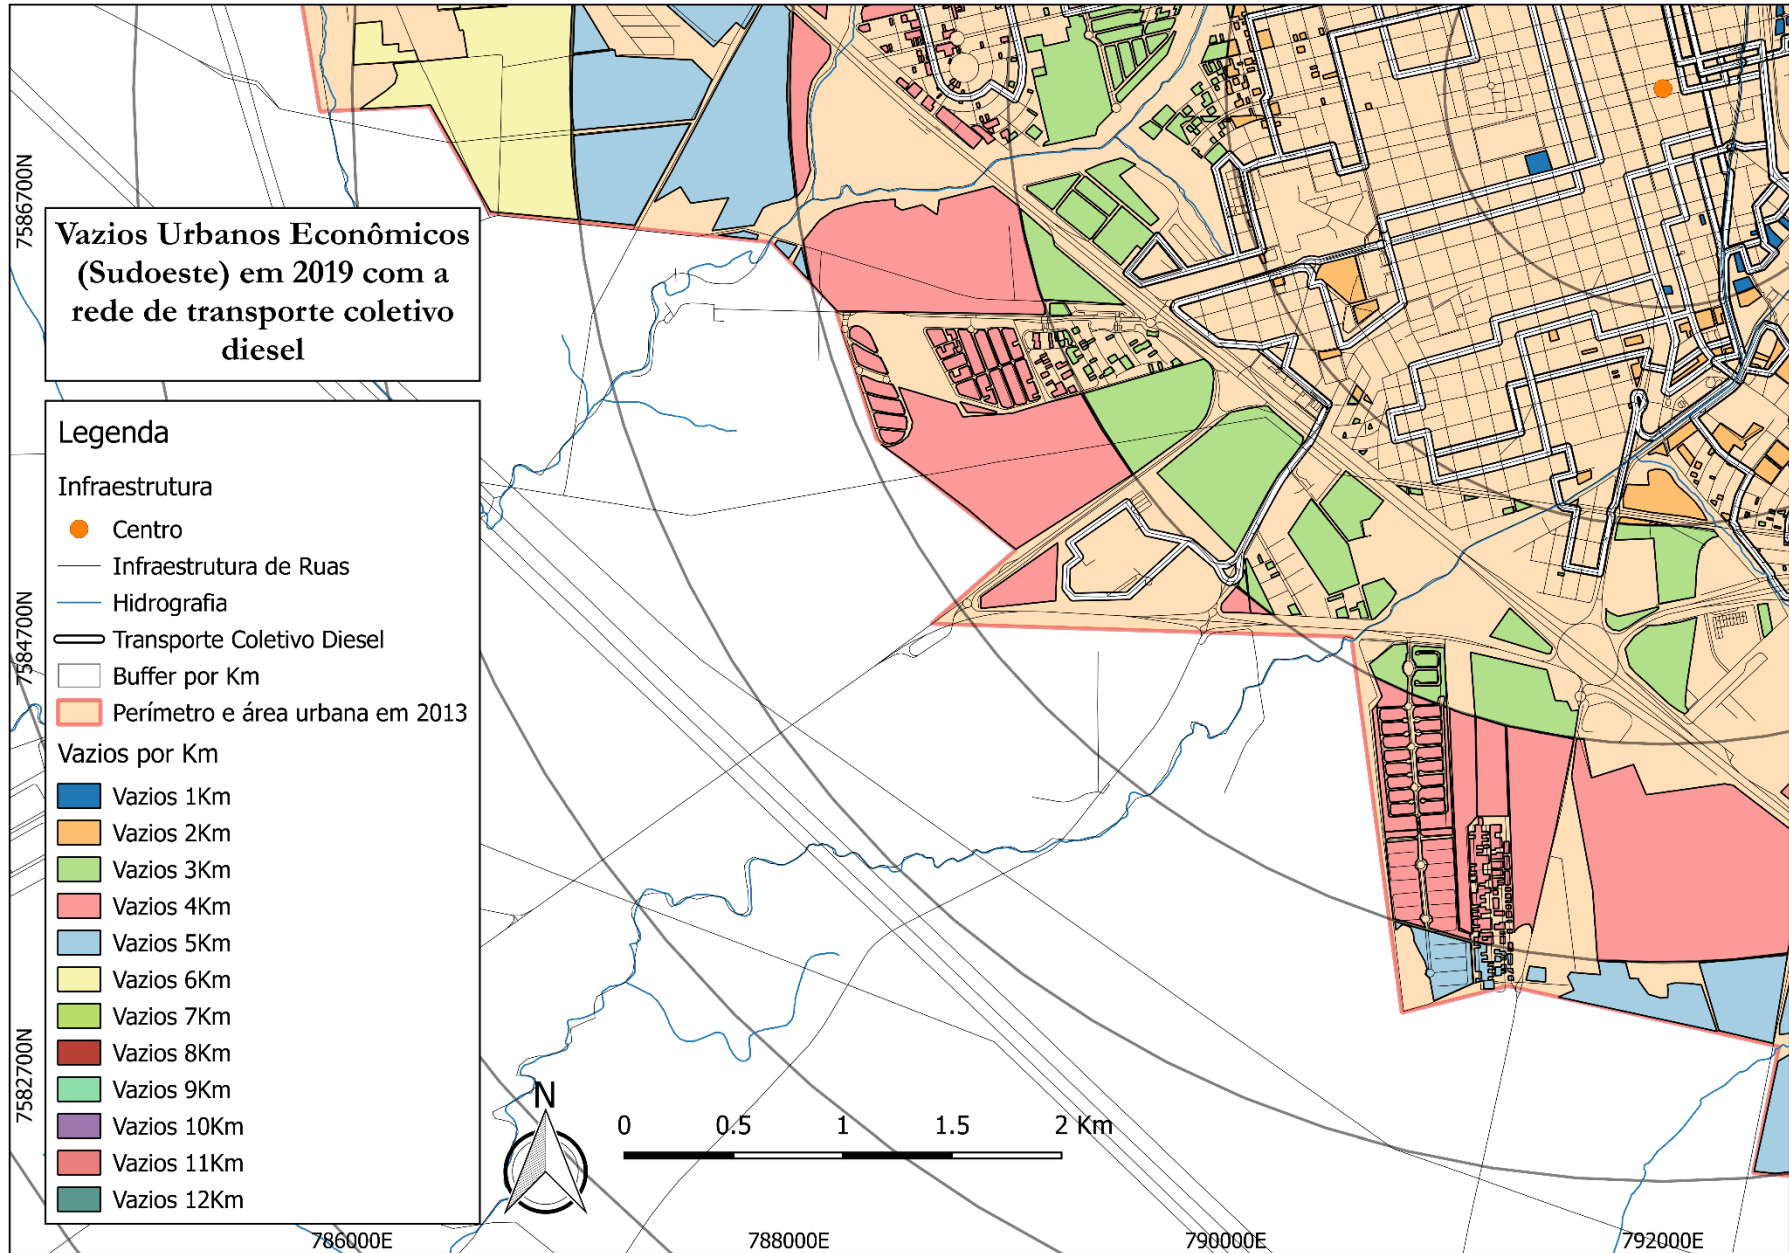 Vazios Urbanos Econômicos
(Sudoeste) em 2019 com a
rede de transporte coletivo
diesel
Legenda
Infraestrutura
Centro
Infraestrutura de Ruas
Hidrografia
Transporte Coletivo Diesel
Buffer por Km
Perímetro e área urbana em 2013
Vazios por Km
Vazios 1Km
Vazios 2Km
Vazios 3Km
Vazios 4Km
Vazios 5Km
Vazios 6Km
Vazios 7Km
Vazios 8Km
Vazios 9Km
Vazios 10Km
Vazios 11Km
Vazios 12Km
7586700N
7584700N
7582700N
N
0 0.5 1 1.5 2 Km
786000E 788000E 790000E 792000E